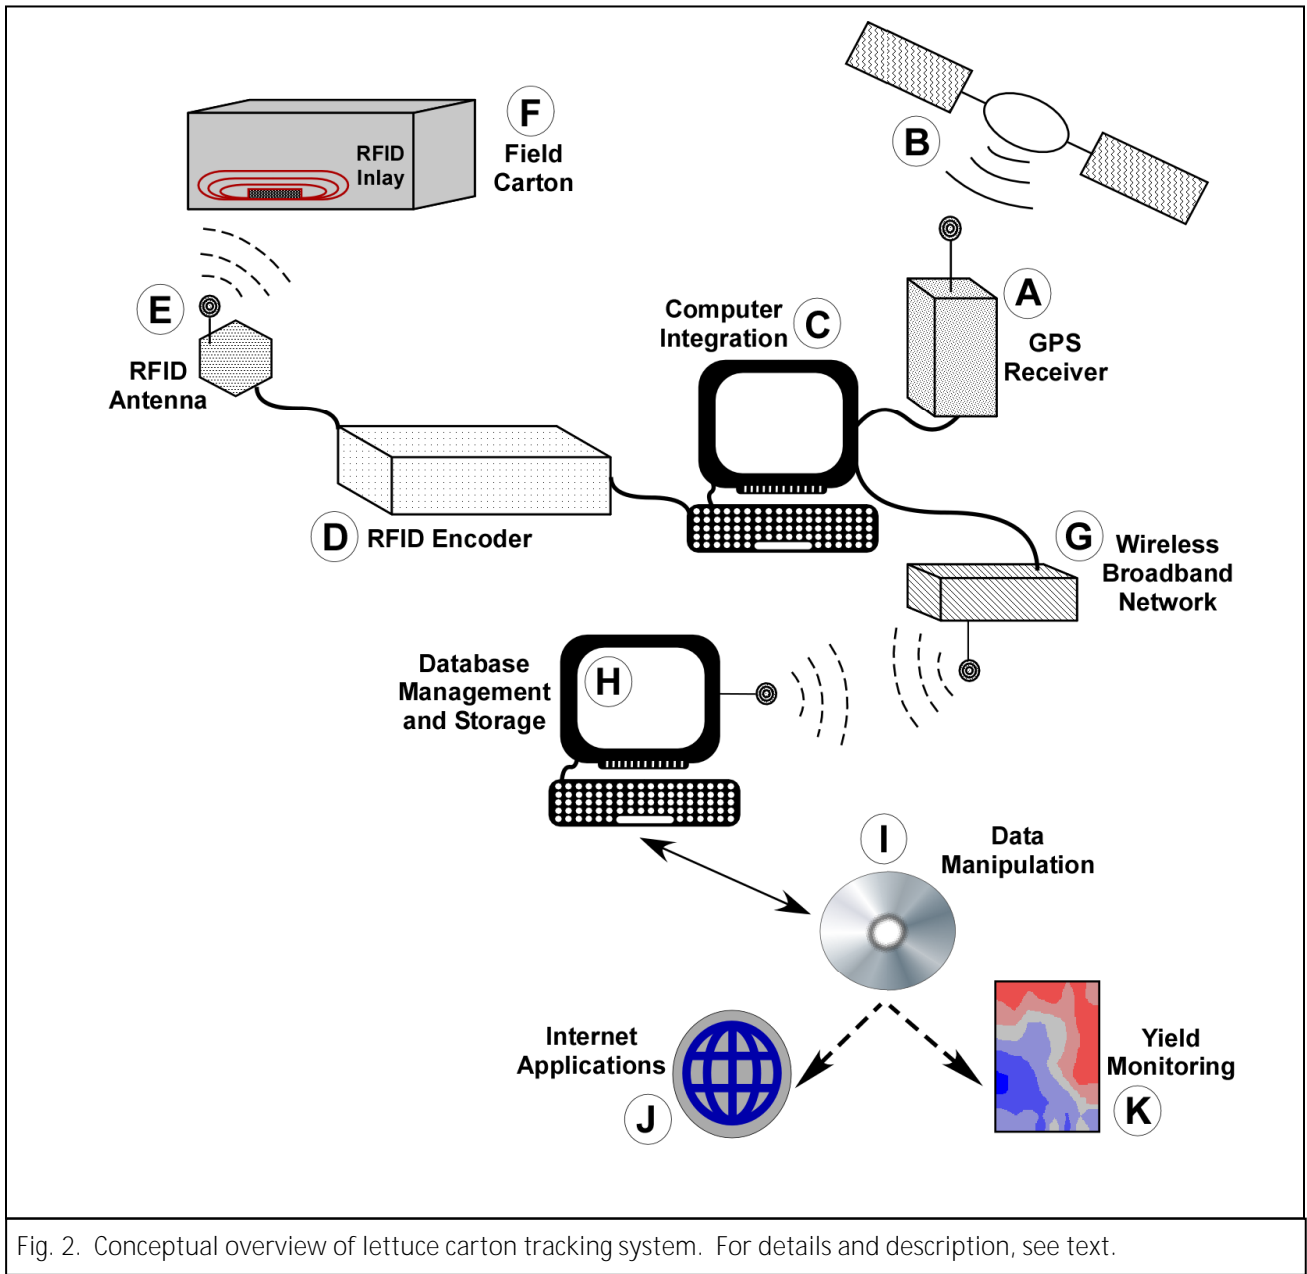 F
Field
Carton
RFID
Inlay
B
E
RFID
Antenna
Computer
Integration
C
A
GPS
Receiver
D
RFID Encoder
G
Wireless
Broadband
Network
Database
Management
and Storage
H
I
Data
Manipulation
Internet
Applications
J
Yield
Monitoring
K
Fig. 2. Conceptual overview of lettuce carton tracking system. For details and description, see text.